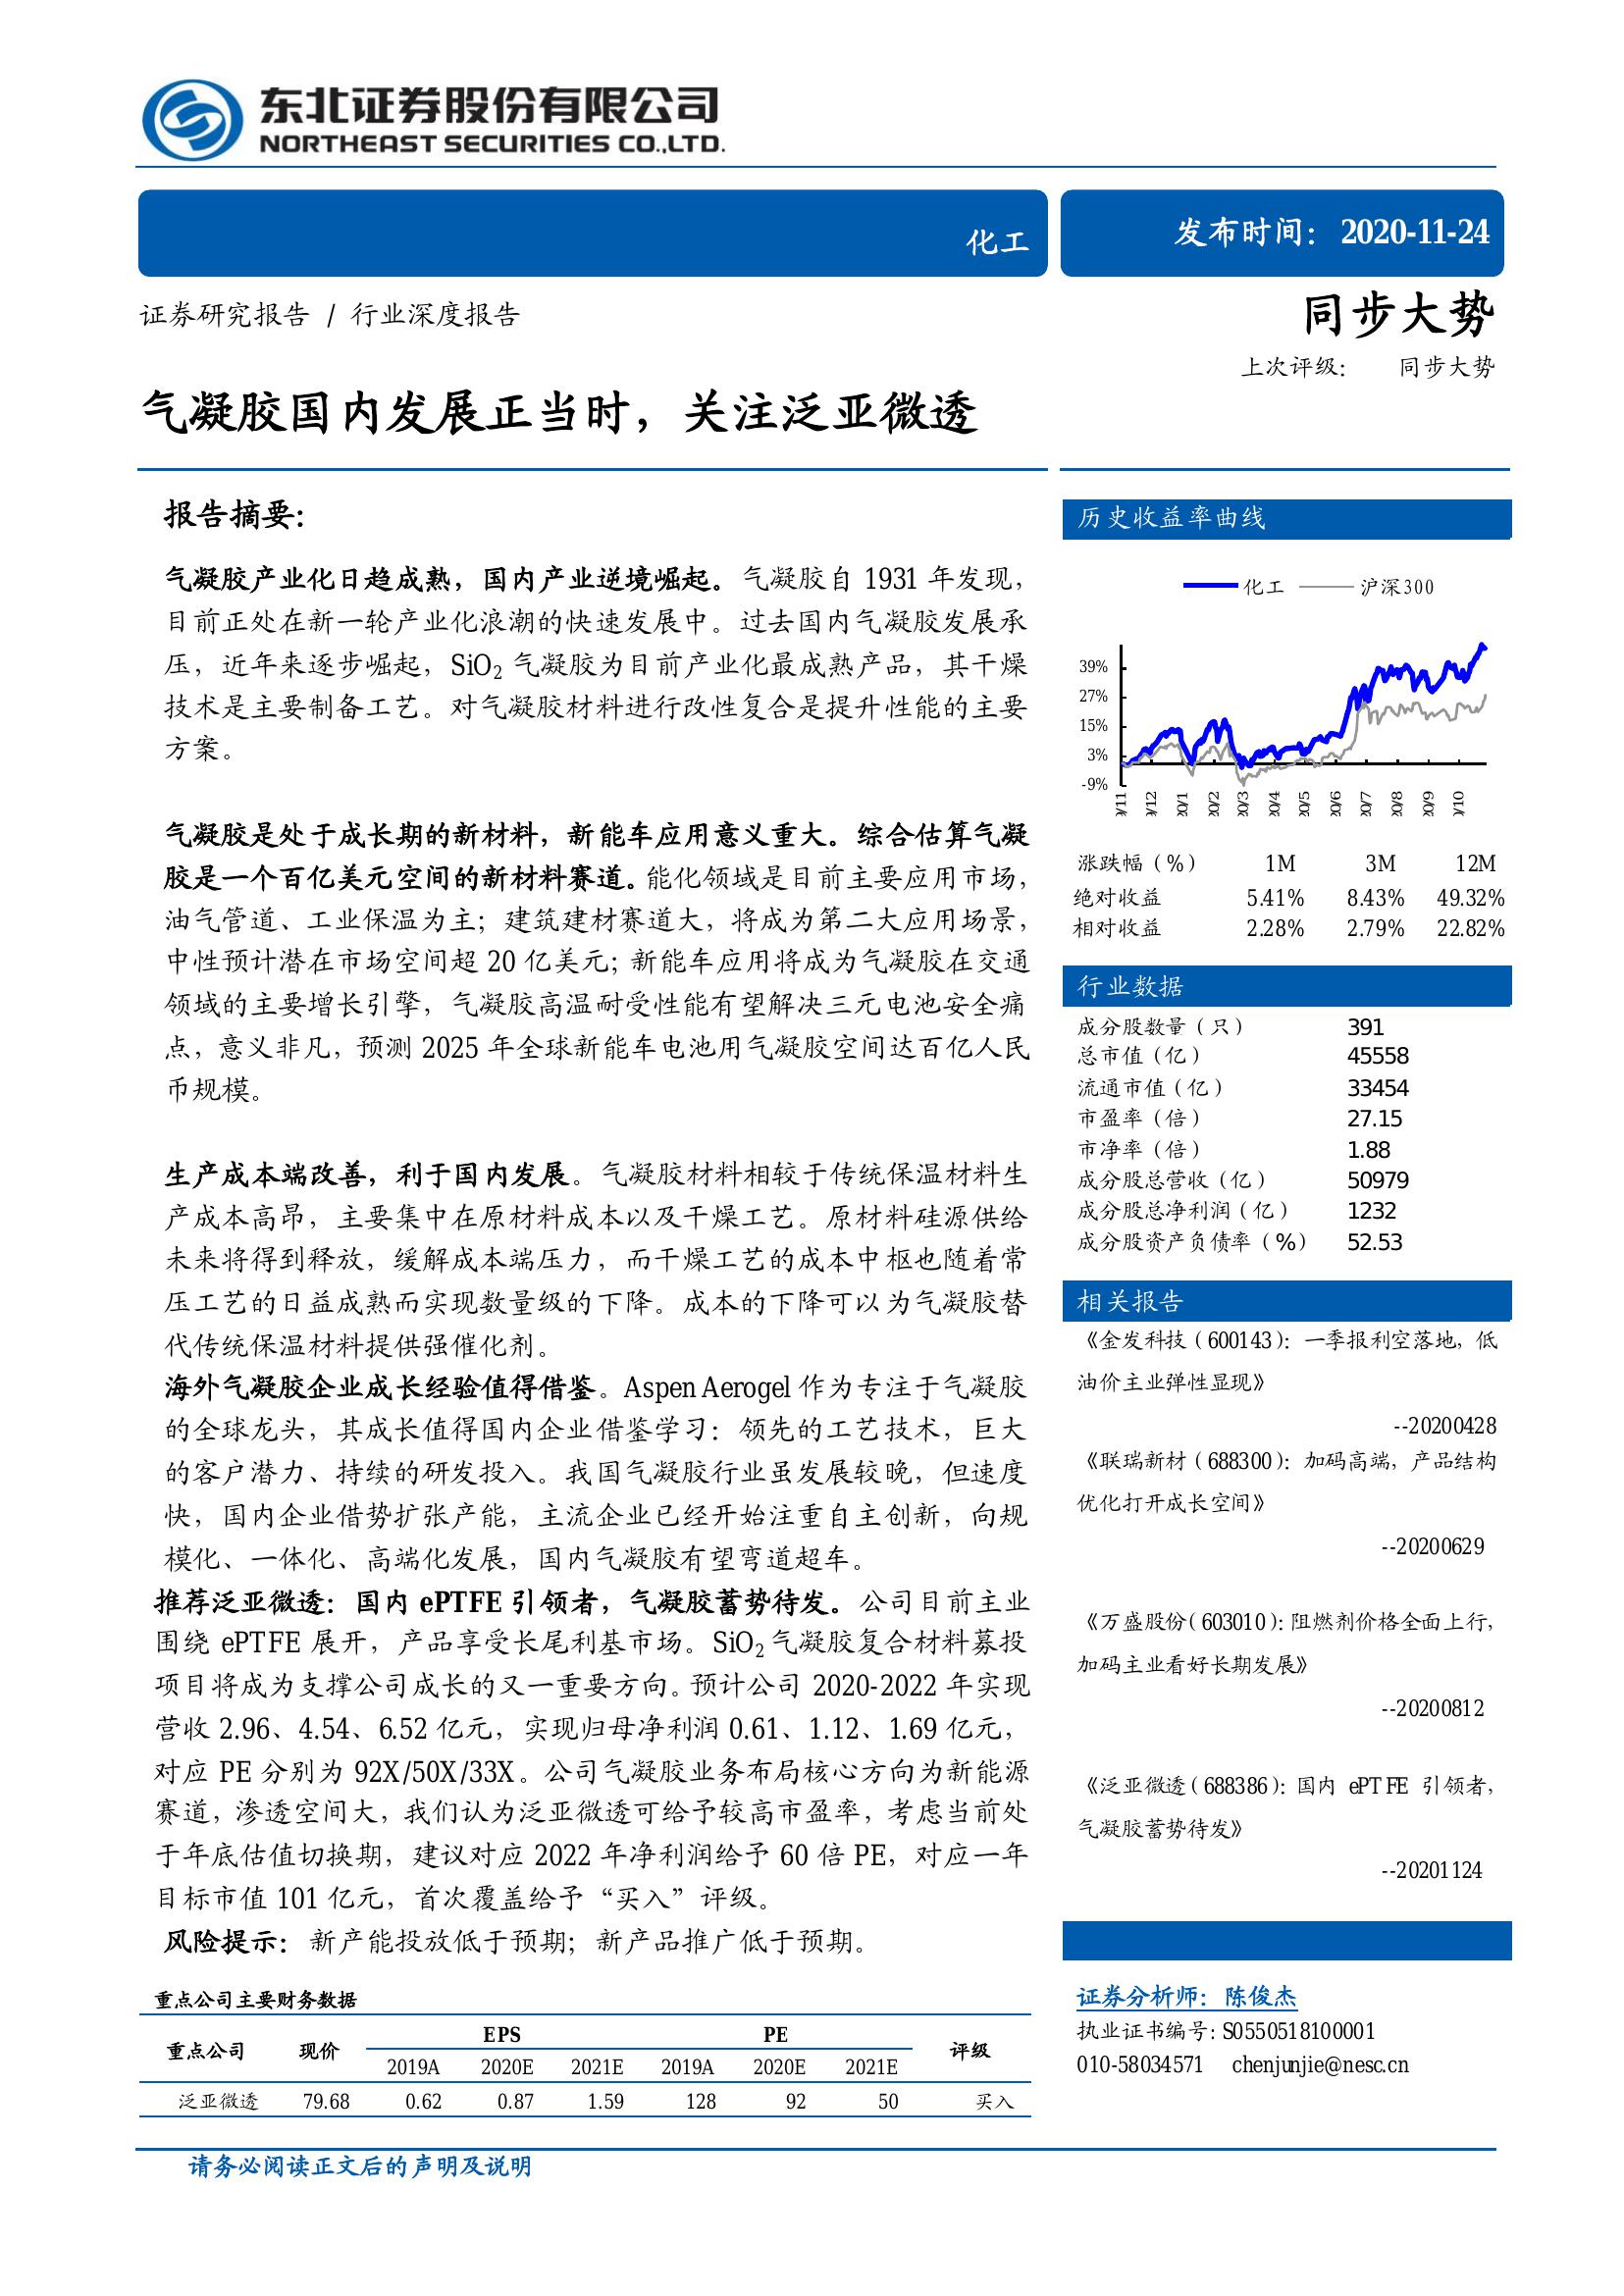 东北证券股份有限公司
NORTHEAST SECURITIES CO.,LTD.
化工
发布时间：2020-11-24
证券研究报告 / 行业深度报告
同步大势
上次评级： 同步大势
气凝胶国内发展正当时，关注泛亚微透
报告摘要：
气凝胶产业化日趋成熟，国内产业逆境崛起。气凝胶自 1931 年发现，
目前正处在新一轮产业化浪潮的快速发展中。过去国内气凝胶发展承
压，近年来逐步崛起，SiO₂ 气凝胶为目前产业化最成熟产品，其干燥
技术是主要制备工艺。对气凝胶材料进行改性复合是提升性能的主要
方案。
气凝胶是处于成长期的新材料，新能车应用意义重大。综合估算气凝
胶是一个百亿美元空间的新材料赛道。能化领域是目前主要应用市场，
油气管道、工业保温为主；建筑建材赛道大，将成为第二大应用场景，
中性预计潜在市场空间超 20 亿美元；新能车应用将成为气凝胶在交通
领域的主要增长引擎，气凝胶高温耐受性能有望解决三元电池安全痛
点，意义非凡，预测 2025 年全球新能车电池用气凝胶空间达百亿人民
币规模。
生产成本端改善，利于国内发展。气凝胶材料相较于传统保温材料生
产成本高昂，主要集中在原材料成本以及干燥工艺。原材料硅源供给
未来将得到释放，缓解成本端压力，而干燥工艺的成本中枢也随着常
压工艺的日益成熟而实现数量级的下降。成本的下降可以为气凝胶替
代传统保温材料提供强催化剂。
海外气凝胶企业成长经验值得借鉴。Aspen Aerogel 作为专注于气凝胶
的全球龙头，其成长值得国内企业借鉴学习：领先的工艺技术，巨大
的客户潜力、持续的研发投入。我国气凝胶行业虽发展较晚，但速度
快，国内企业借势扩张产能，主流企业已经开始注重自主创新，向规
模化、一体化、高端化发展，国内气凝胶有望弯道超车。
推荐泛亚微透：国内 ePTFE 引领者，气凝胶蓄势待发。公司目前主业
围绕 ePTFE 展开，产品享受长尾利基市场。SiO₂ 气凝胶复合材料募投
项目将成为支撑公司成长的又一重要方向。预计公司 2020-2022 年实现
营收 2.96、4.54、6.52 亿元，实现归母净利润 0.61、1.12、1.69 亿元，
对应 PE 分别为 92X/50X/33X。公司气凝胶业务布局核心方向为新能源
赛道，渗透空间大，我们认为泛亚微透可给予较高市盈率，考虑当前处
于年底估值切换期，建议对应 2022 年净利润给予 60 倍 PE，对应一年
目标市值 101 亿元，首次覆盖给予“买入”评级。
风险提示：新产能投放低于预期；新产品推广低于预期。
重点公司主要财务数据
重点公司 现价 EPS PE 评级
2019A 2020E 2021E 2019A 2020E 2021E
泛亚微透 79.68 0.62 0.87 1.59 128 92 50 买入
历史收益率曲线
化工 沪深300
39%
27%
15%
3%
-9%
/11 /12 0/1 0/2 0/3 0/4 0/5 0/6 0/7 0/8 0/9 /10
涨跌幅（%） 1M 3M 12M
绝对收益 5.41% 8.43% 49.32%
相对收益 2.28% 2.79% 22.82%
行业数据
成分股数量（只） 391
总市值（亿） 45558
流通市值（亿） 33454
市盈率（倍） 27.15
市净率（倍） 1.88
成分股总营收（亿） 50979
成分股总净利润（亿） 1232
成分股资产负债率（%） 52.53
相关报告
《金发科技（600143）：一季报利空落地，低
油价主业弹性显现》
--20200428
《联瑞新材（688300）：加码高端，产品结构
优化打开成长空间》
--20200629
《万盛股份（603010）：阻燃剂价格全面上行，
加码主业看好长期发展》
--20200812
《泛亚微透（688386）：国内 ePTFE 引领者，
气凝胶蓄势待发》
--20201124
证券分析师：陈俊杰
执业证书编号：S0550518100001
010-58034571 chenjunjie@nesc.cn
请务必阅读正文后的声明及说明